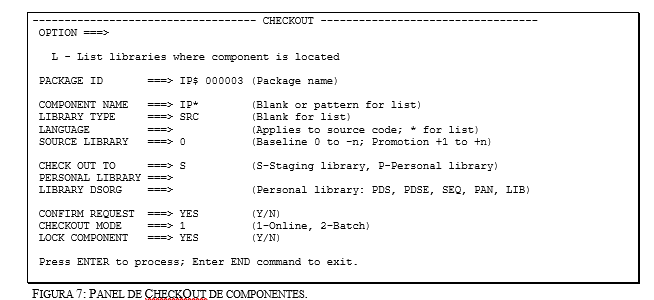 ----------------------------------- CHECKOUT ----------------------------------
OPTION ===>
L - List libraries where component is located
PACKAGE ID ===> IP$ 000003 (Package name)
COMPONENT NAME ===> IP* (Blank or pattern for list)
LIBRARY TYPE ===> SRC (Blank for list)
LANGUAGE ===> (Applies to source code; * for list)
SOURCE LIBRARY ===> 0 (Baseline 0 to -n; Promotion +1 to +n)
CHECK OUT TO ===> S (S-Staging library, P-Personal library)
PERSONAL LIBRARY ===>
LIBRARY DSORG ===> (Personal library: PDS, PDSE, SEQ, PAN, LIB)
CONFIRM REQUEST ===> YES (Y/N)
CHECKOUT MODE ===> 1 (1-Online, 2-Batch)
LOCK COMPONENT ===> YES (Y/N)
Press ENTER to process; Enter END command to exit.
FIGURA 7: PANEL DE CHECKOUT DE COMPONENTES.